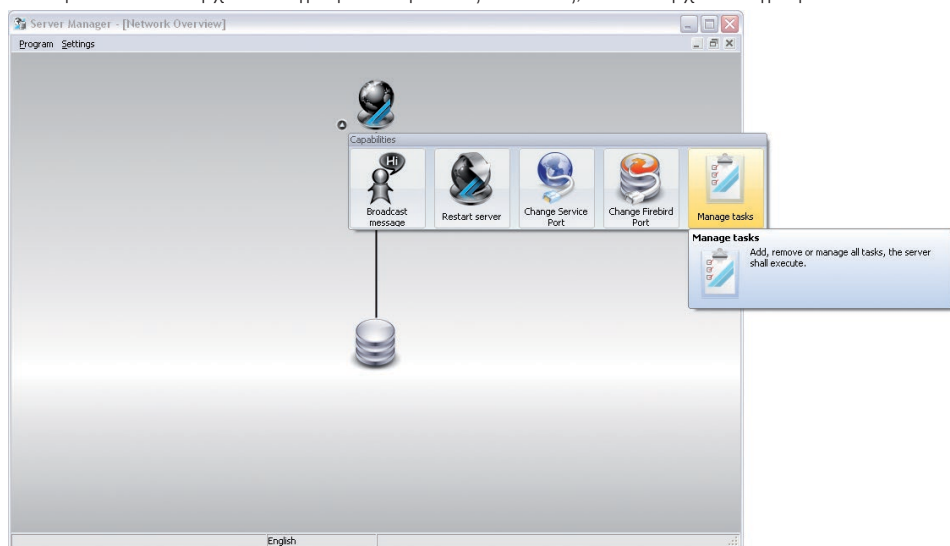 Server Manager - [Network Overview]
Program Settings
Capabilities
Hi
Broadcast message
Restart server
Change Service Port
Change Firebird Port
Manage tasks
Manage tasks
Add, remove or manage all tasks, the server
shall execute.
English